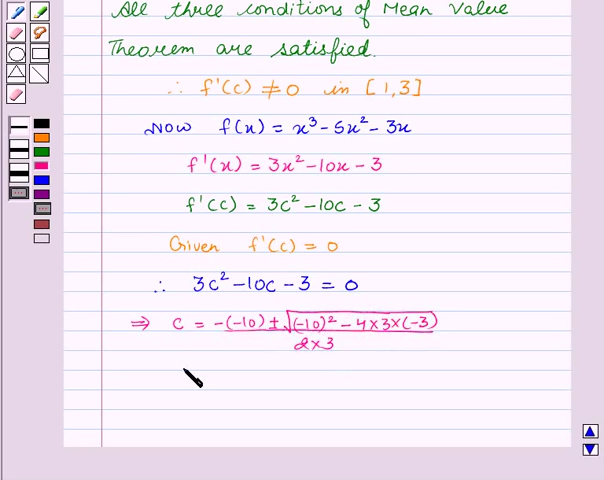 All three conditions of Mean Value
Theorem are satisfied.
∴ f'(c) ≠ 0 in [1,3]
Now f(x) = x³ - 5x² - 3x
f'(x) = 3x² - 10x - 3
f'(c) = 3c² - 10c - 3
Given f'(c) = 0
∴ 3c² - 10c - 3 = 0
⇒ c = -(-10) ± √(-10)² - 4×3×(-3)
2×3